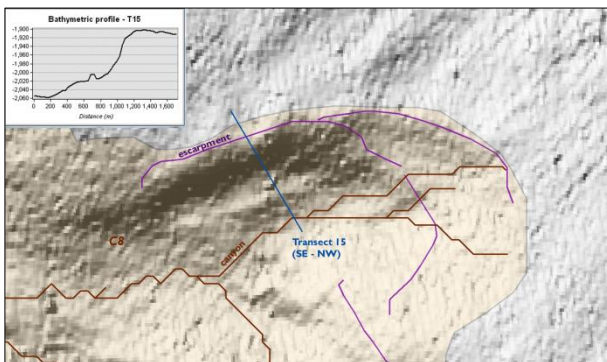 Bathymetric profile - T15
-1,900
-1,920
-1,940
-1,960
-1,980
-2,000
-2,020
-2,040
-2,060
0 200 400 600 800 1,000 1,200 1,400 1,600
Distance (m)
escarpment
C8
canyon
Transect 15
(SE - NW)